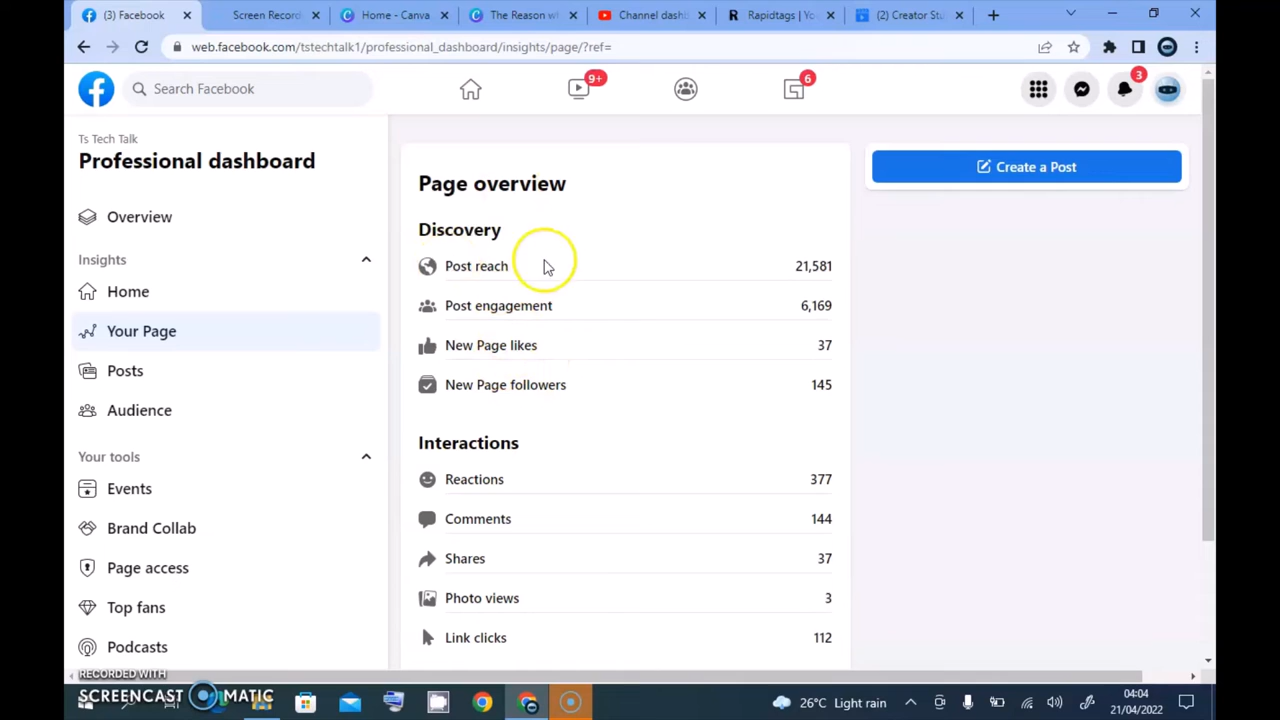 (3) Facebook
Screen Record
Home - Canva
The Reason w
Channel dash
Rapidtags | Yo
(2) Creator Stu
web.facebook.com/tstechtalk1/professional_dashboard/insights/page/?ref=
Search Facebook
9+
6
3
Ts Tech Talk
Professional dashboard
Overview
Insights
Home
Your Page
Posts
Audience
Your tools
Events
Brand Collab
Page access
Top fans
Podcasts
Page overview
Discovery
Post reach 21,581
Post engagement 6,169
New Page likes 37
New Page followers 145
Interactions
Reactions 377
Comments 144
Shares 37
Photo views 3
Link clicks 112
Create a Post
RECORDED WITH
SCREENCAST MATIC
26°C Light rain
04:04
21/04/2022